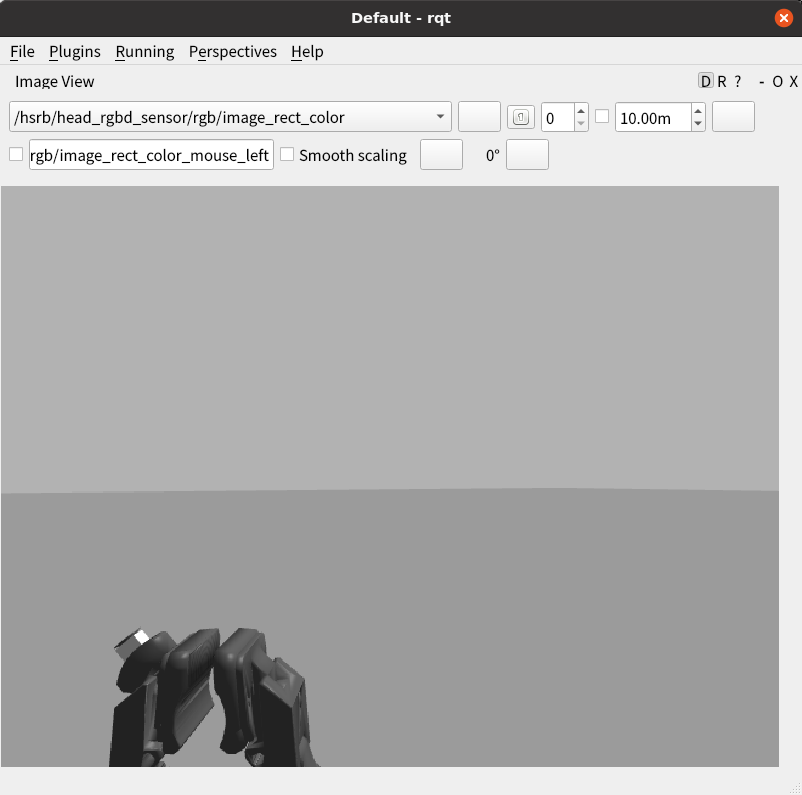 Default - rqt
File Plugins Running Perspectives Help
Image View D R ? - O X
/hsrb/head_rgbd_sensor/rgb/image_rect_color 0 10.00m
rgb/image_rect_color_mouse_left Smooth scaling 0°